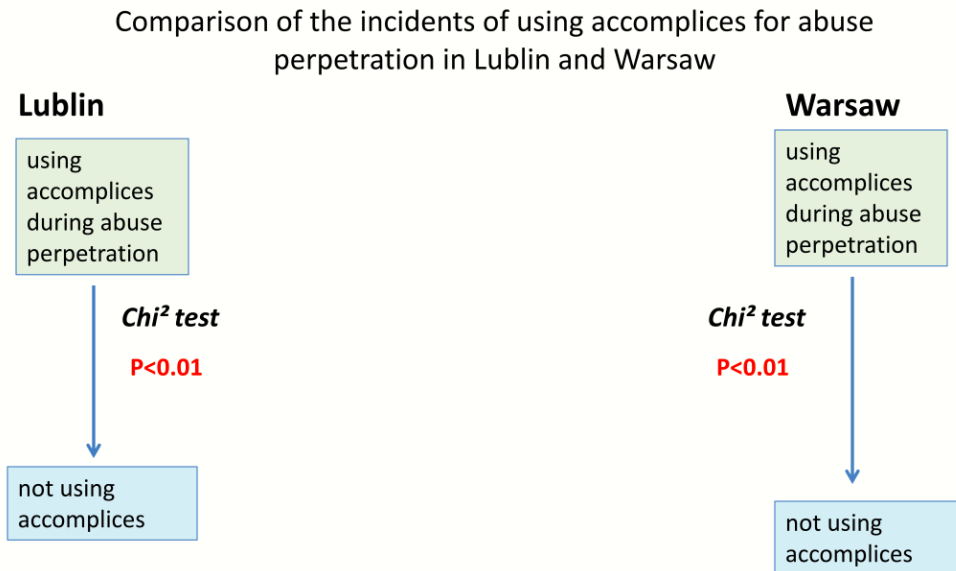 Comparison of the incidents of using accomplices for abuse
perpetration in Lublin and Warsaw
Lublin
using
accomplices
during abuse
perpetration
Chi² test
P<0.01
not using
accomplices
Warsaw
using
accomplices
during abuse
perpetration
Chi² test
P<0.01
not using
accomplices